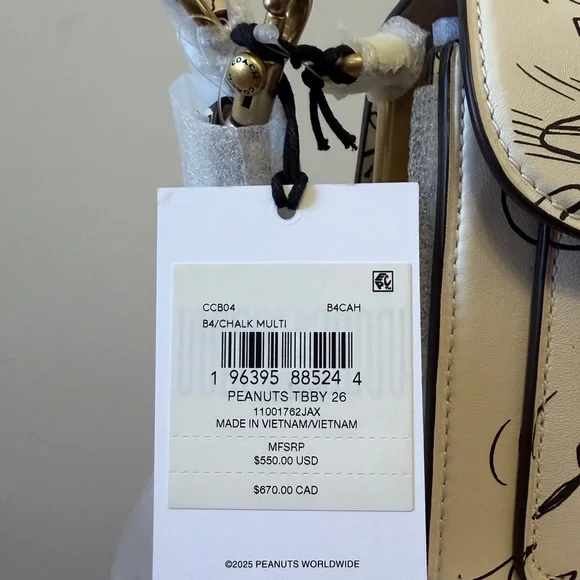 COACH
CCB04 B4CAH
B4/CHALK MULTI
1 96395 88524 4
PEANUTS TBBY 26
11001762JAX
MADE IN VIETNAM/VIETNAM
MFSRP
$550.00 USD
$670.00 CAD
©2025 PEANUTS WORLDWIDE